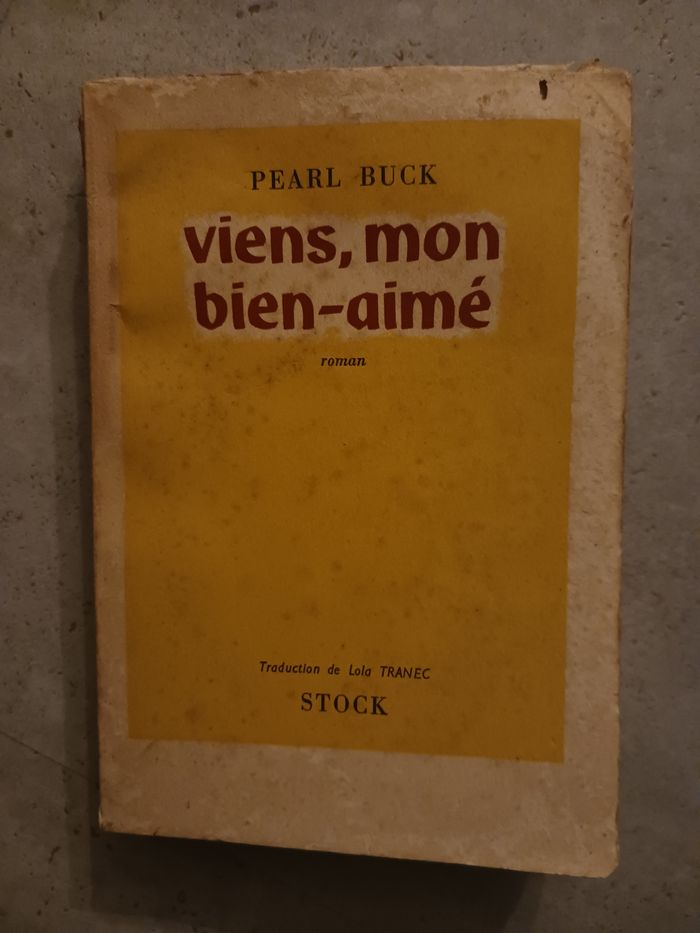 PEARL BUCK
viens, mon
bien-aimé
roman
Traduction de Lola TRANEC
STOCK